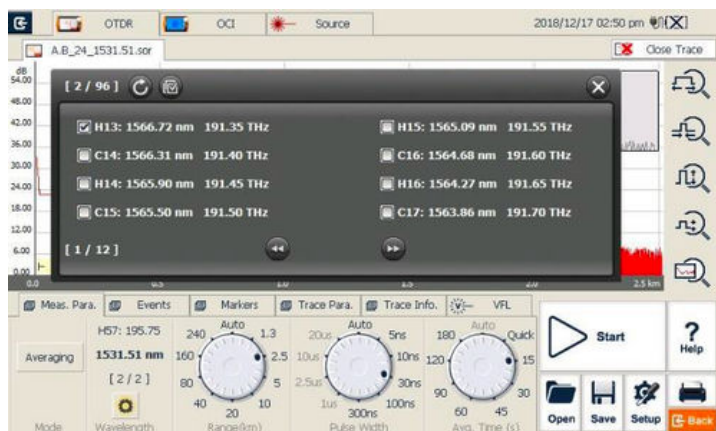 OTDR OCI Source 2018/12/17 02:50 pm
A.B_24_1531.51.sor Close Trace
dB
54.00
[ 2 / 96 ]
48.00
42.00
H13: 1566.72 nm 191.35 THz H15: 1565.09 nm 191.55 THz
36.00
C14: 1566.31 nm 191.40 THz C16: 1564.68 nm 191.60 THz
30.00
24.00
H14: 1565.90 nm 191.45 THz H16: 1564.27 nm 191.65 THz
18.00
C15: 1565.50 nm 191.50 THz C17: 1563.86 nm 191.70 THz
12.00
6.00
[ 1 / 12 ]
0.00
0.0 0.5 1.0 1.5 2.0 2.5 km
Meas. Para. Events Markers Trace Para. Trace Info. VFL
H57: 195.75
Averaging 1531.51 nm
[ 2 / 2 ]
Mode Wavelength
240 Auto 1.3
160 2.5
80 5
40 20 10
Range(km)
20us Auto 5ns
10us 10ns
2.5us 30ns
1us 300ns 100ns
Pulse Width
180 Auto Quick
120 15
90 30
60 45
Avg. Time (s)
Start
? Help
Open Save Setup Back